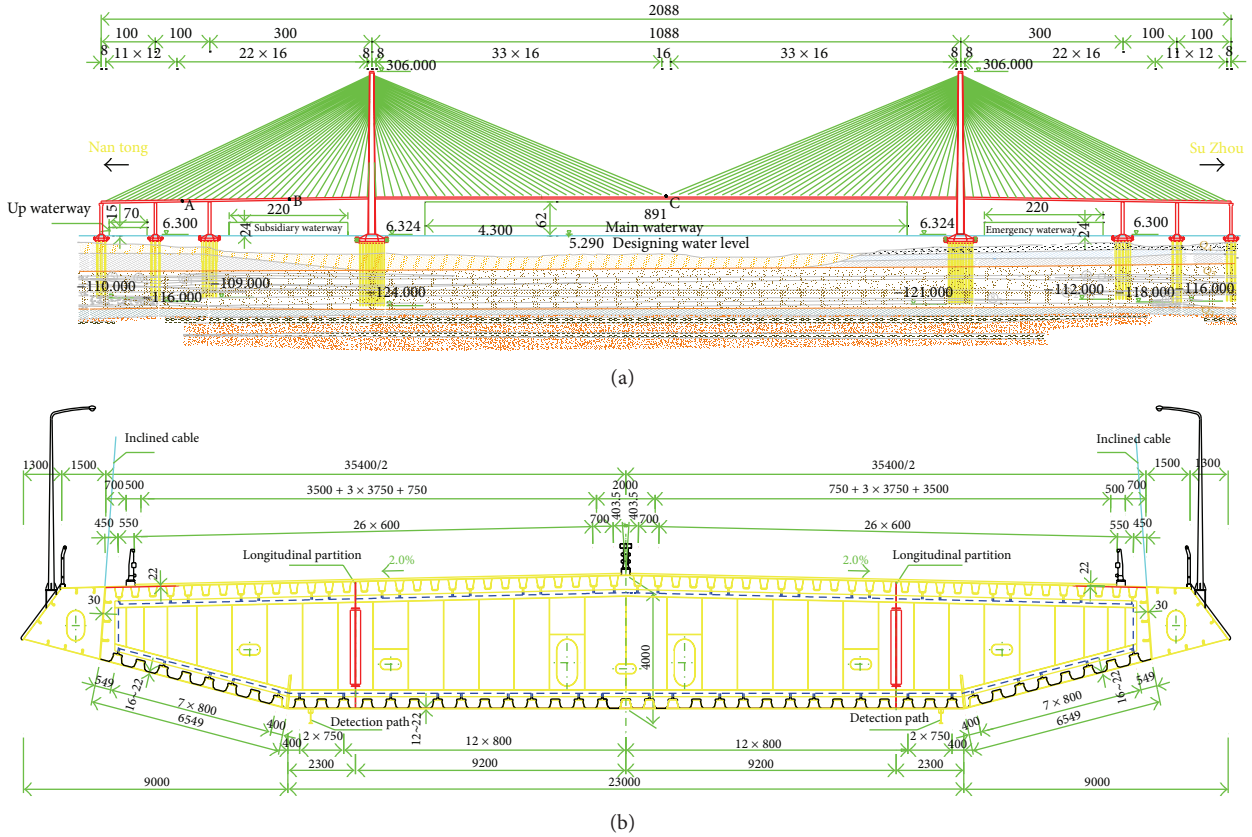 2088
100 100 300 1088 300 100 100
8 11 × 12 22 × 16 8 8 33 × 16 16 33 × 16 8 8 22 × 16 11 × 12 8
306.000 306.000
Nan tong Su Zhou
A B C
Up waterway 15 70 6.300 220 24 Subsidiary waterway 6.324 4.300 62 891 6.324 220 24 Emergency waterway 6.300
Main waterway
5.290 Designing water level
−110.000 −116.000 −109.000 −124.000 −121.000 −112.000 −118.000 −116.000
(a)
Inclined cable Inclined cable
1300 1500 35400/2 35400/2 1500 1300
700 500 3500 + 3 × 3750 + 750 2000 750 + 3 × 3750 + 3500 500 700
403.5 403.5
450 550 26 × 600 700 700 26 × 600 550 450
Longitudinal partition Longitudinal partition
22 2.0% 2.0% 22
30 30
4000
549 16~22 7 × 800 6549 400 12~22 16~22 549 7 × 800 6549 400
Detection path Detection path
400 2 × 750 12 × 800 12 × 800 2 × 750 400
2300 9200 9200 2300
9000 23000 9000
(b)